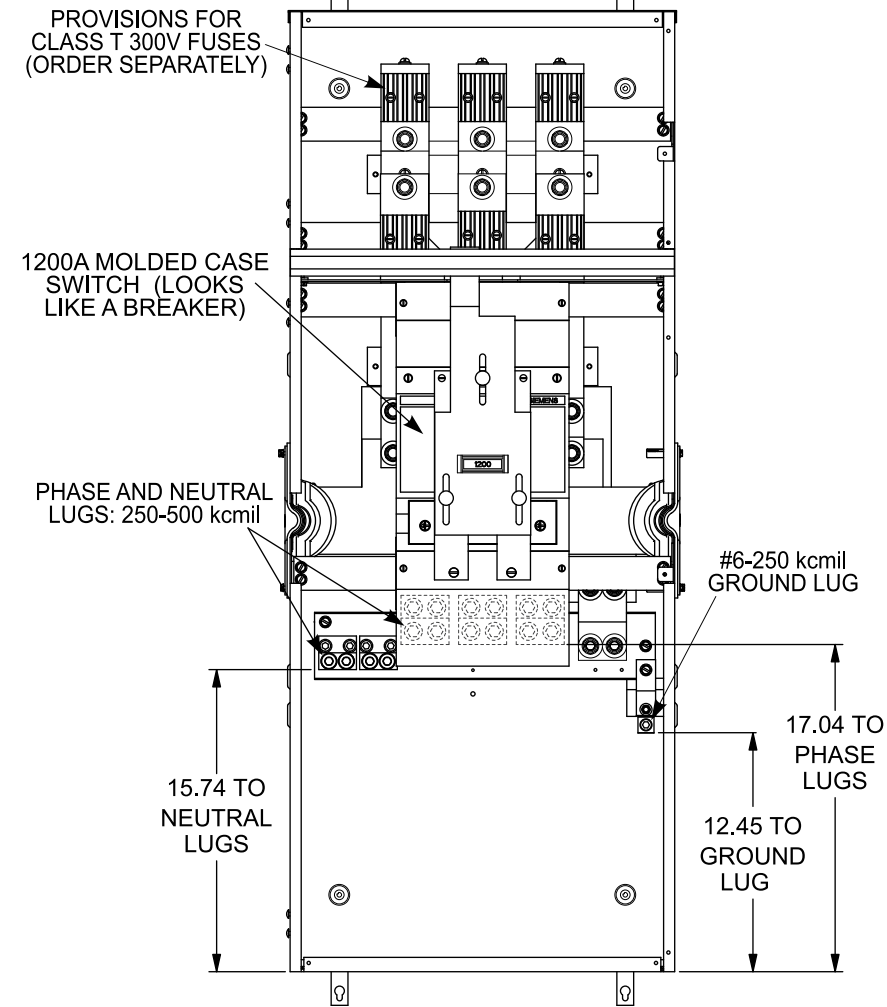 PROVISIONS FOR
CLASS T 300V FUSES
(ORDER SEPARATELY)
1200A MOLDED CASE
SWITCH (LOOKS
LIKE A BREAKER)
SIEMENS
1200
PHASE AND NEUTRAL
LUGS: 250-500 kcmil
#6-250 kcmil
GROUND LUG
15.74 TO
NEUTRAL
LUGS
17.04 TO
PHASE
LUGS
12.45 TO
GROUND
LUG